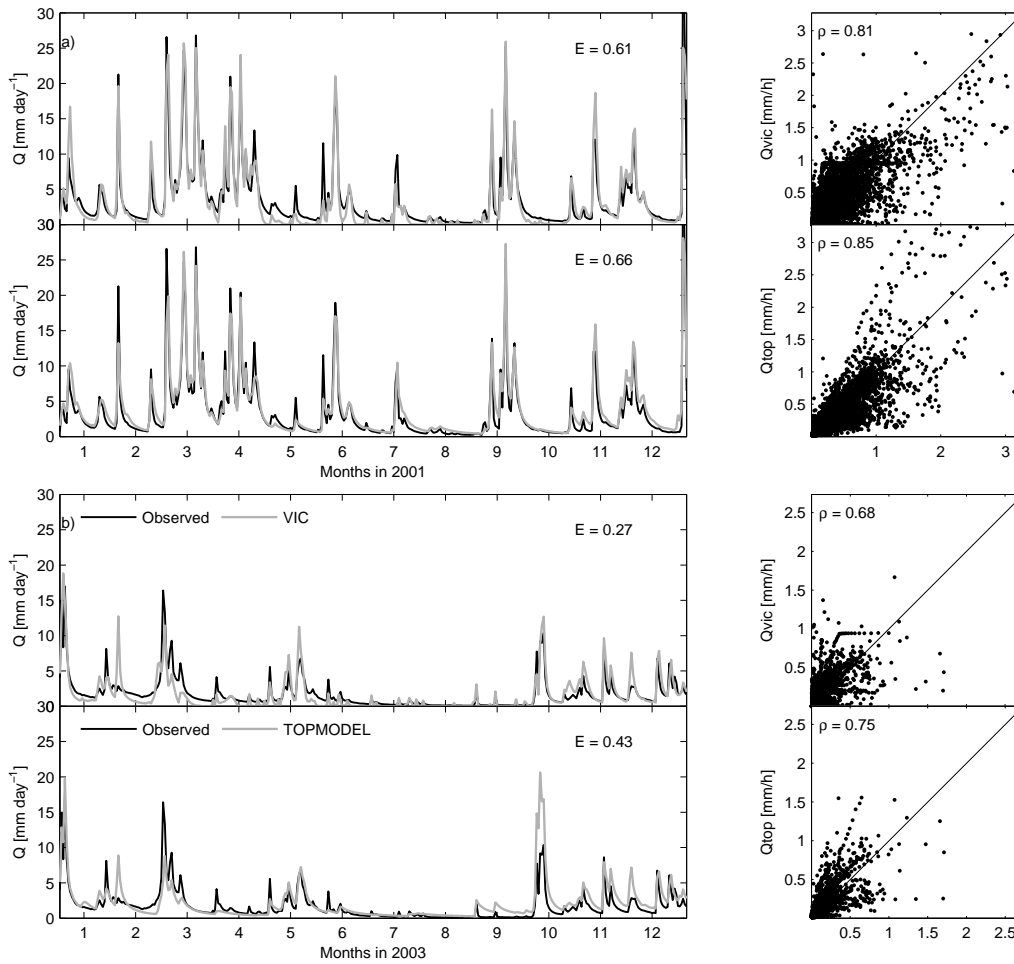 30
25
20
15
10
5
30
Q [mm day−1]
a)
E = 0.61
3
2.5
2
1.5
1
0.5
Qvic [mm/h]
ρ = 0.81
25
20
15
10
5
0
Q [mm day−1]
E = 0.66
1 2 3 4 5 6 7 8 9 10 11 12
Months in 2001
3
2.5
2
1.5
1
0.5
Qtop [mm/h]
ρ = 0.85
1 2 3
30
25
20
15
10
5
30
Q [mm day−1]
b)
Observed VIC
E = 0.27
2.5
2
1.5
1
0.5
Qvic [mm/h]
ρ = 0.68
25
20
15
10
5
0
Q [mm day−1]
Observed TOPMODEL
E = 0.43
1 2 3 4 5 6 7 8 9 10 11 12
Months in 2003
2.5
2
1.5
1
0.5
Qtop [mm/h]
ρ = 0.75
0.5 1 1.5 2 2.5